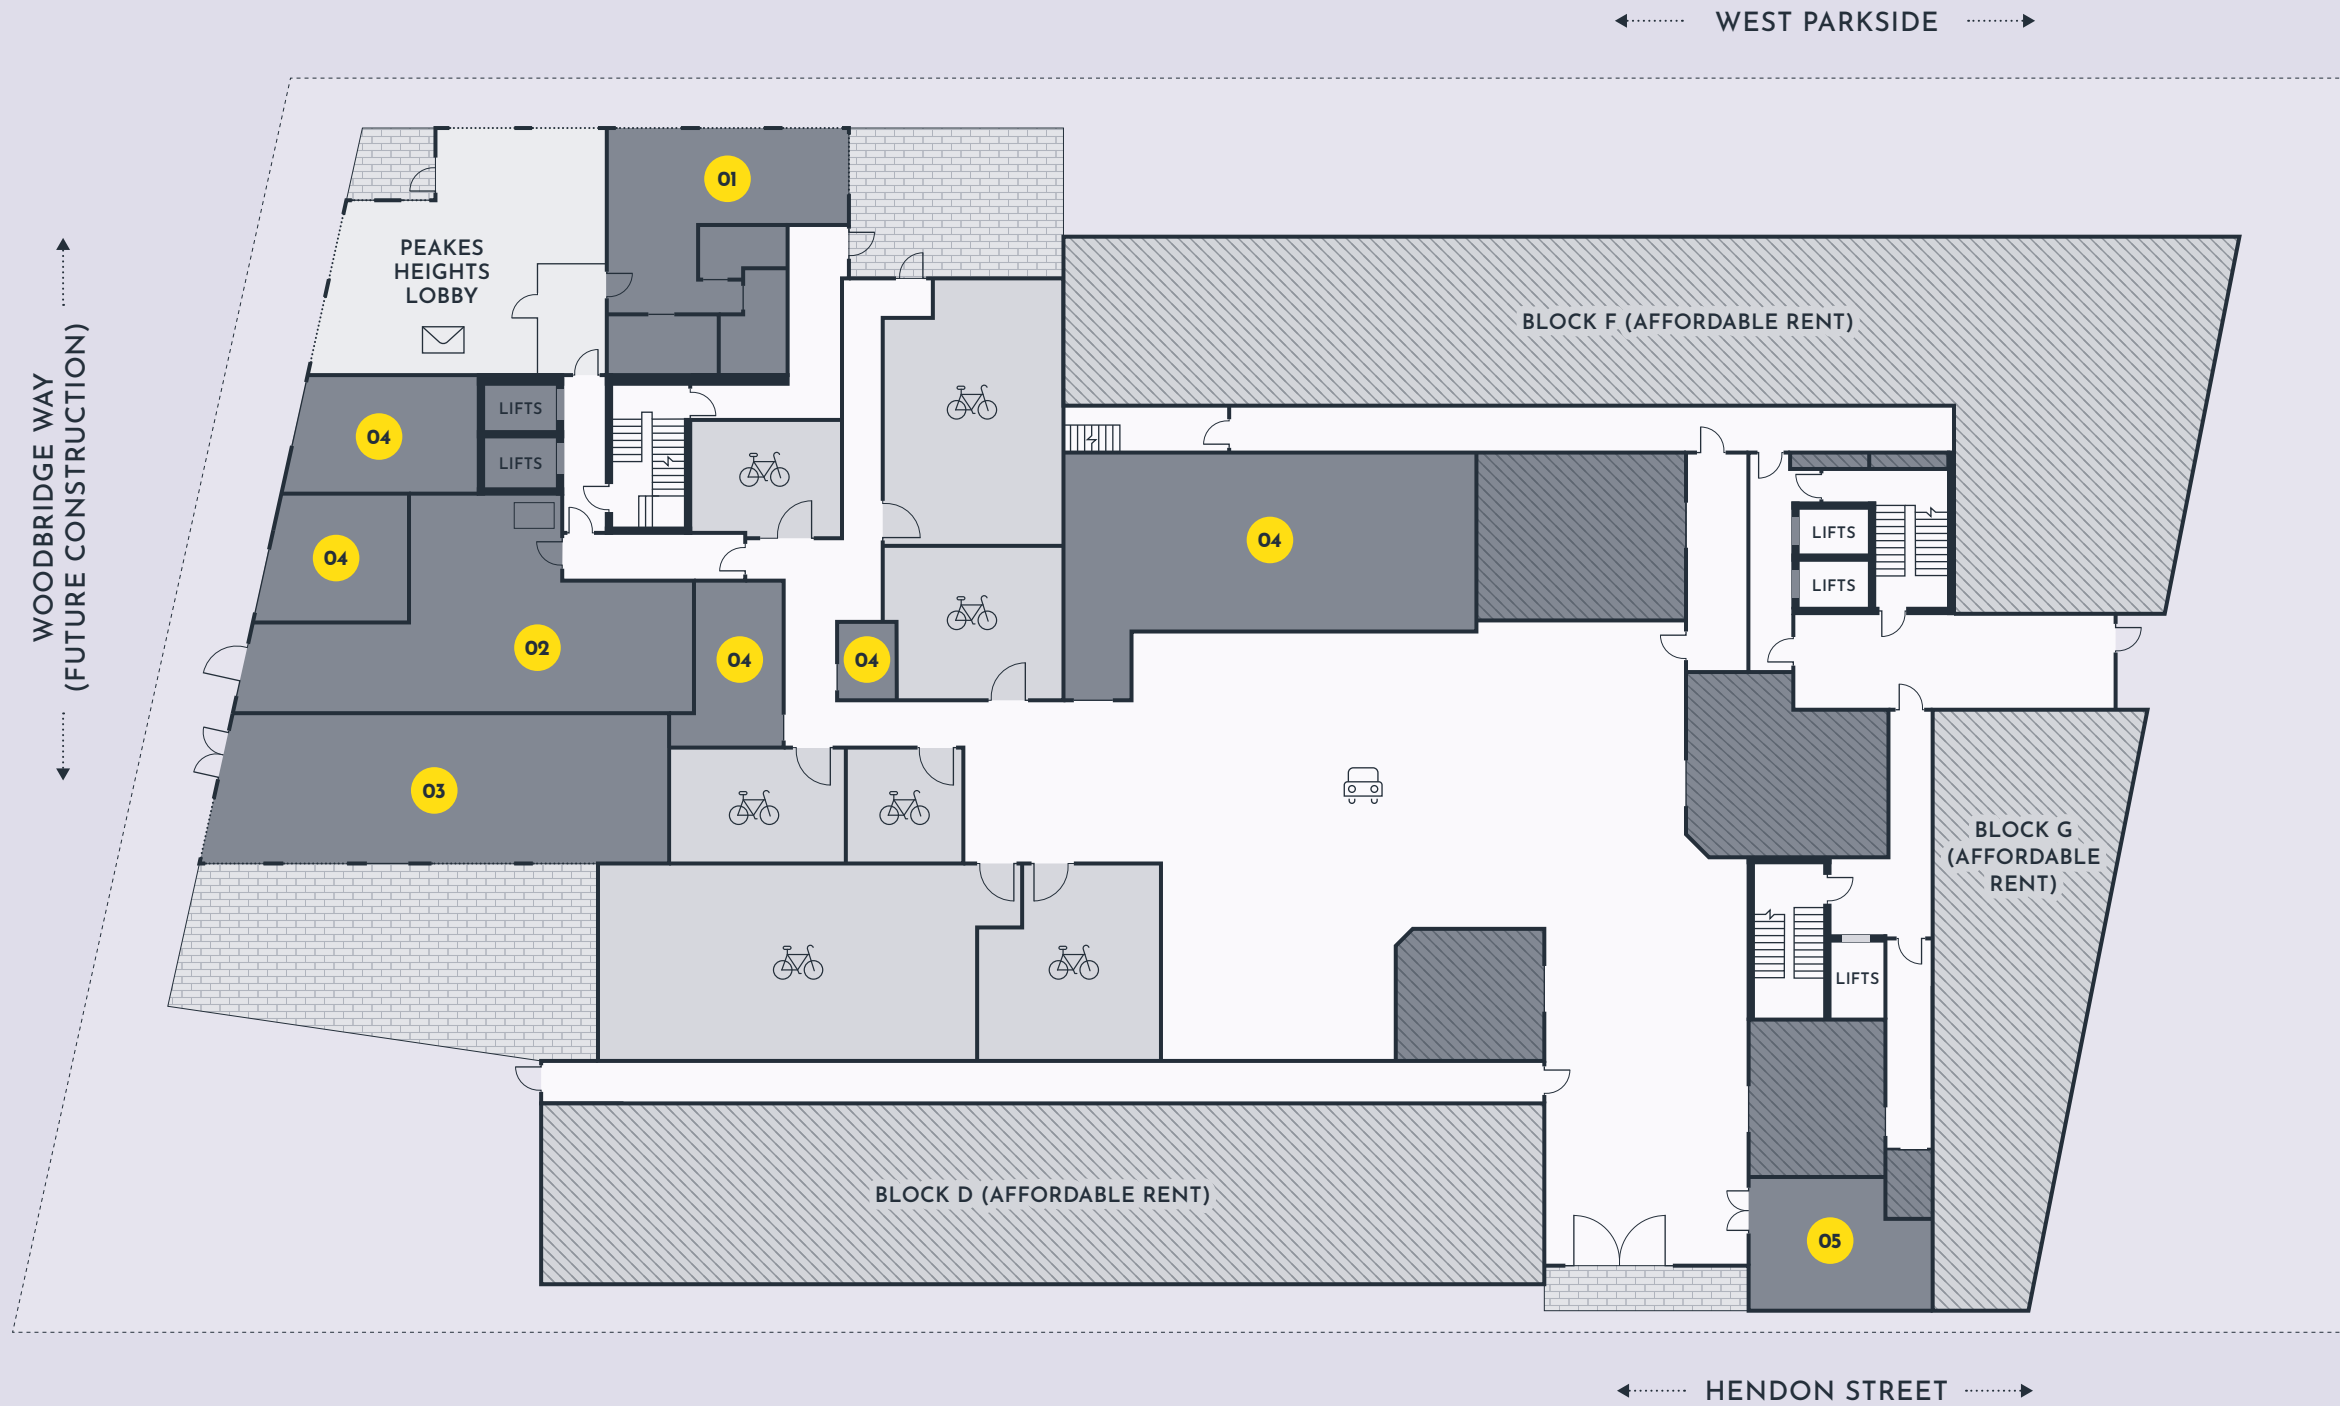 WEST PARKSIDE
WOODBRIDGE WAY
(FUTURE CONSTRUCTION)
01
PEAKES
HEIGHTS
LOBBY
BLOCK F (AFFORDABLE RENT)
LIFTS
04
LIFTS
04
04
LIFTS
LIFTS
02
04
04
03
BLOCK G
(AFFORDABLE
RENT)
LIFTS
BLOCK D (AFFORDABLE RENT)
05
HENDON STREET